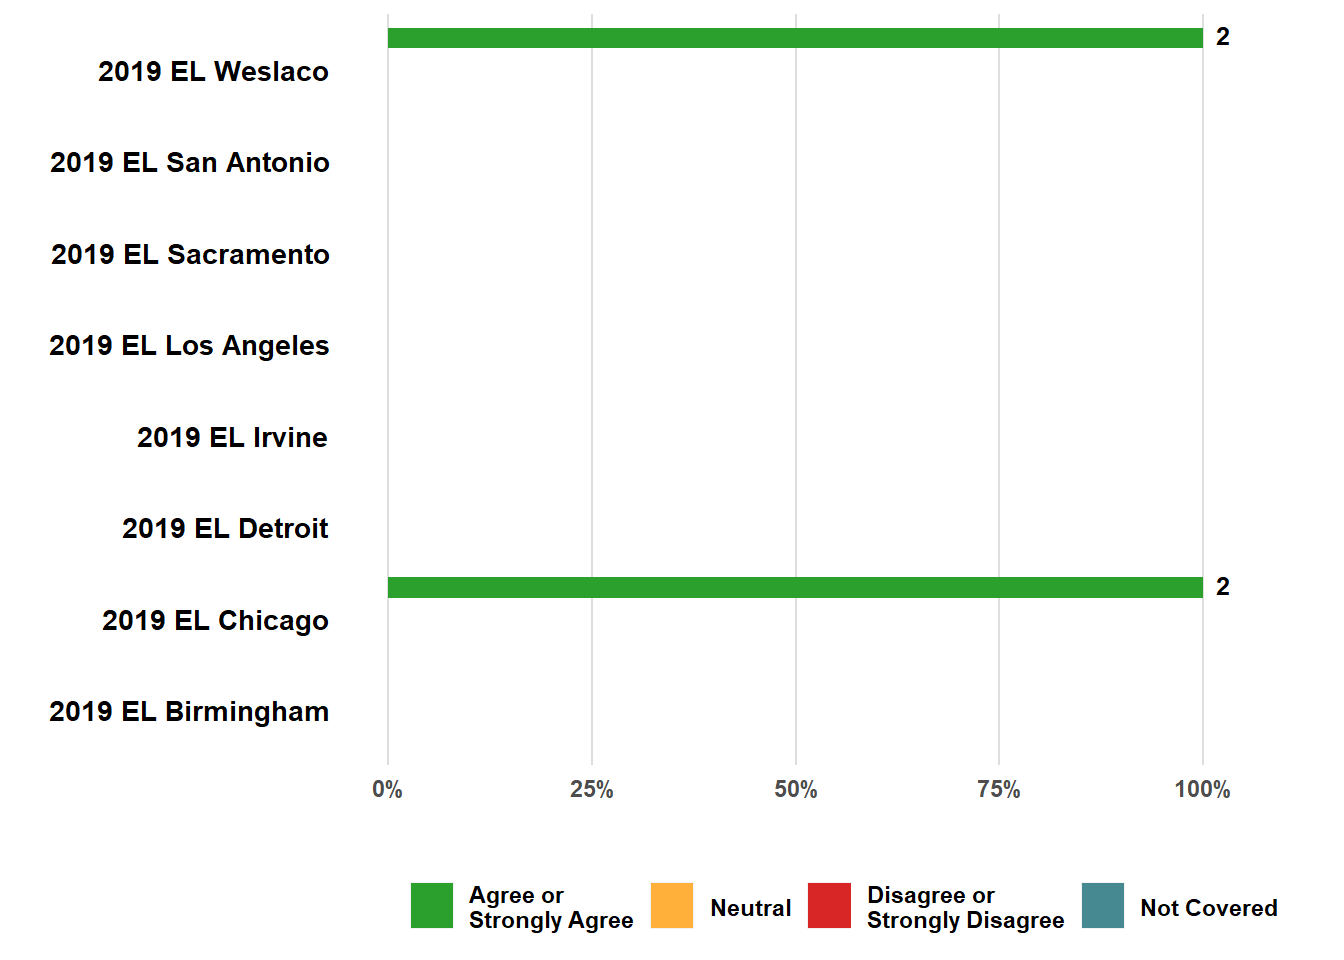 2
2019 EL Weslaco
2019 EL San Antonio
2019 EL Sacramento
2019 EL Los Angeles
2019 EL Irvine
2019 EL Detroit
2
2019 EL Chicago
2019 EL Birmingham
0% 25% 50% 75% 100%
Agree or
Strongly Agree
Neutral
Disagree or
Strongly Disagree
Not Covered